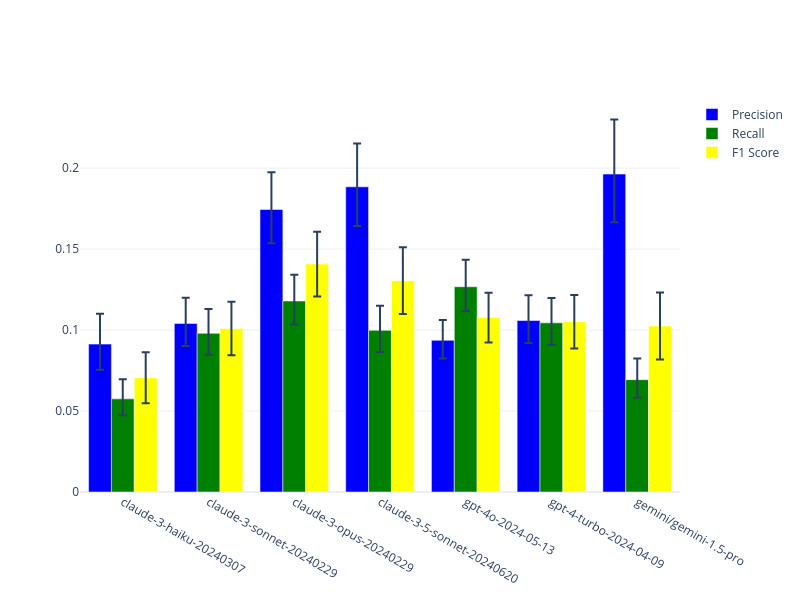 Precision
Recall
F1 Score
0.2
0.15
0.1
0.05
0
claude-3-haiku-20240307
claude-3-sonnet-20240229
claude-3-opus-20240229
claude-3-5-sonnet-20240620
gpt-4o-2024-05-13
gpt-4-turbo-2024-04-09
gemini/gemini-1.5-pro